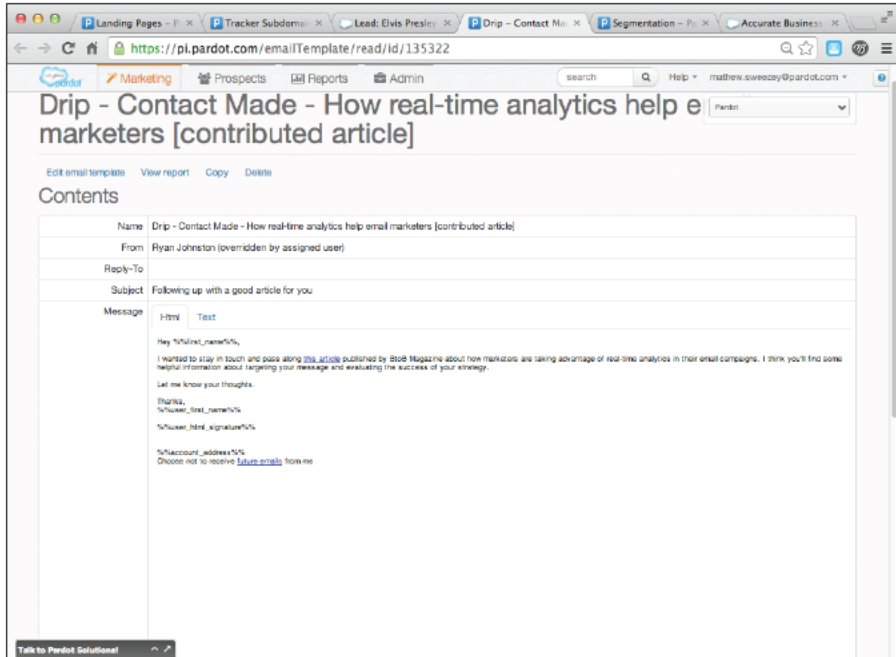 Landing Pages - P
Tracker Subdomai
Lead: Elvis Presley
Drip - Contact Ma
Segmentation - Pa
Accurate Business
https://pi.pardot.com/emailTemplate/read/id/135322
pardot
Marketing
Prospects
Reports
Admin
search
Help
mathew.sweezey@pardot.com
Drip - Contact Made - How real-time analytics help e
Pardot
marketers [contributed article]
Edit email template View report Copy Delete
Contents
Name Drip - Contact Made - How real-time analytics help email marketers [contributed article]
From Ryan Johnston (overridden by assigned user)
Reply-To
Subject Following up with a good article for you
Message
Html Text
Hey %%first_name%%,
I wanted to stay in touch and pass along this article published by BtoB Magazine about how marketers are taking advantage of real-time analytics in their email campaigns. I think you'll find some
helpful information about targeting your message and evaluating the success of your strategy.
Let me know your thoughts.
Thanks,
%%user_first_name%%
%%user_html_signature%%
%%account_address%%
Choose not to receive future emails from me
Talk to Pardot Solutions!